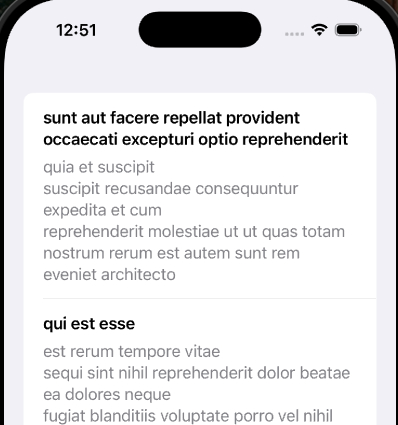 12:51
sunt aut facere repellat provident
occaecati excepturi optio reprehenderit
quia et suscipit
suscipit recusandae consequuntur
expedita et cum
reprehenderit molestiae ut ut quas totam
nostrum rerum est autem sunt rem
eveniet architecto
qui est esse
est rerum tempore vitae
sequi sint nihil reprehenderit dolor beatae
ea dolores neque
fugiat blanditiis voluptate porro vel nihil